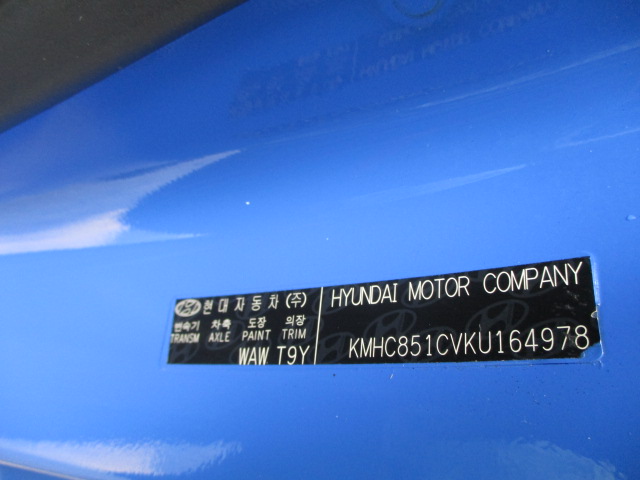 현대자동차 (주)
변속기 차축 도장 의장
TRANSM AXLE PAINT TRIM
WAW T9Y
HYUNDAI MOTOR COMPANY
KMHC851CVKU164978